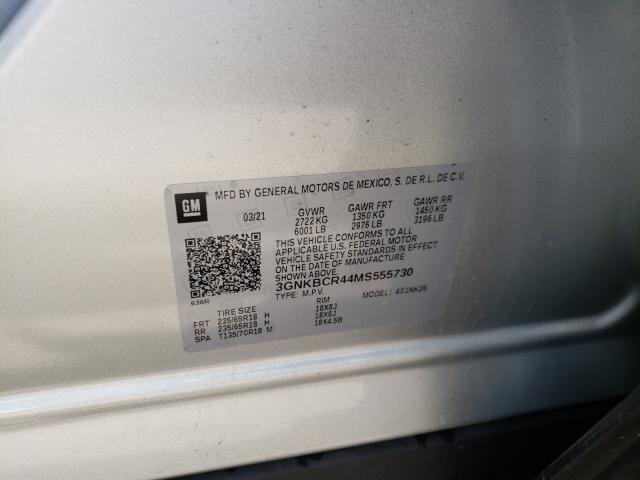 GM
MFD BY GENERAL MOTORS DE MEXICO, S. DE R.L. DE C.V.
03/21 GVWR GAWR FRT GAWR RR
2722 KG 1350 KG 1450 KG
6001 LB 2976 LB 3196 LB
THIS VEHICLE CONFORMS TO ALL
APPLICABLE U.S. FEDERAL MOTOR
VEHICLE SAFETY STANDARDS IN EFFECT
ON THE DATE OF MANUFACTURE
SHOWN ABOVE.
3GNKBCR44MS555730
636R TYPE: M.P.V. MODEL: 401NK26
TIRE SIZE RIM
FRT 235/65R18 H 18X8J
RR 235/65R18 H 18X8J
SPA T135/70R18 M 18X4.5B